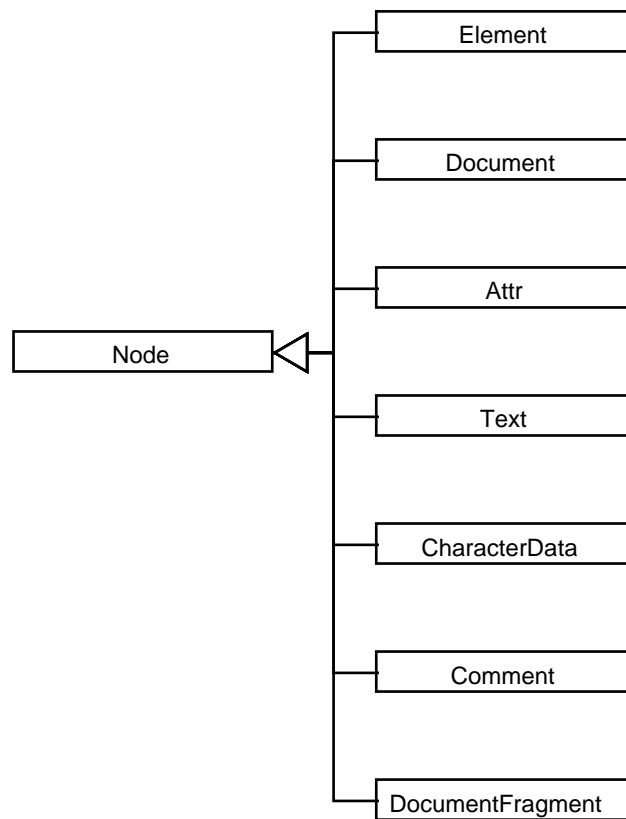 Element
Document
Attr
Node
Text
CharacterData
Comment
DocumentFragment